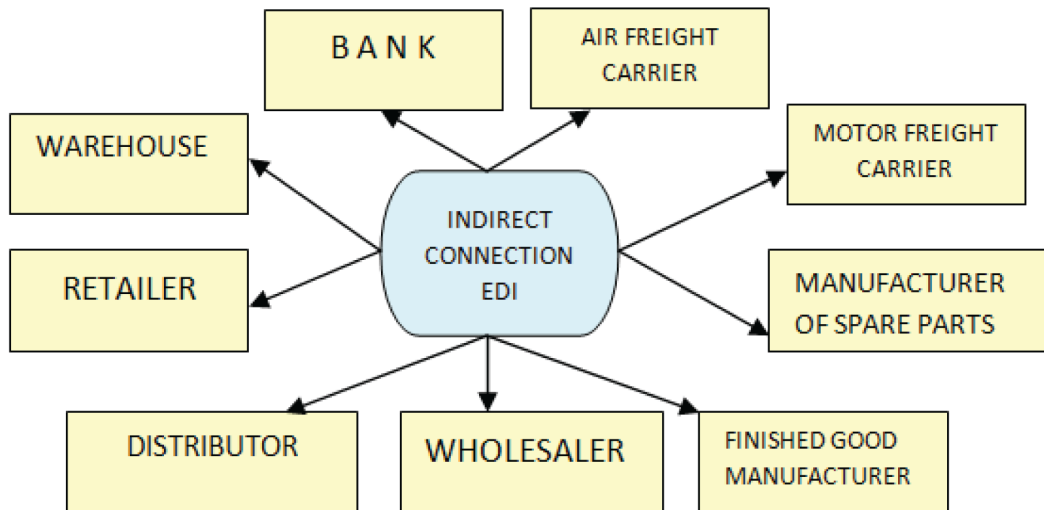 B A N K
AIR FREIGHT
CARRIER
WAREHOUSE
MOTOR FREIGHT
CARRIER
INDIRECT
CONNECTION
EDI
RETAILER
MANUFACTURER
OF SPARE PARTS
DISTRIBUTOR
WHOLESALER
FINISHED GOOD
MANUFACTURER